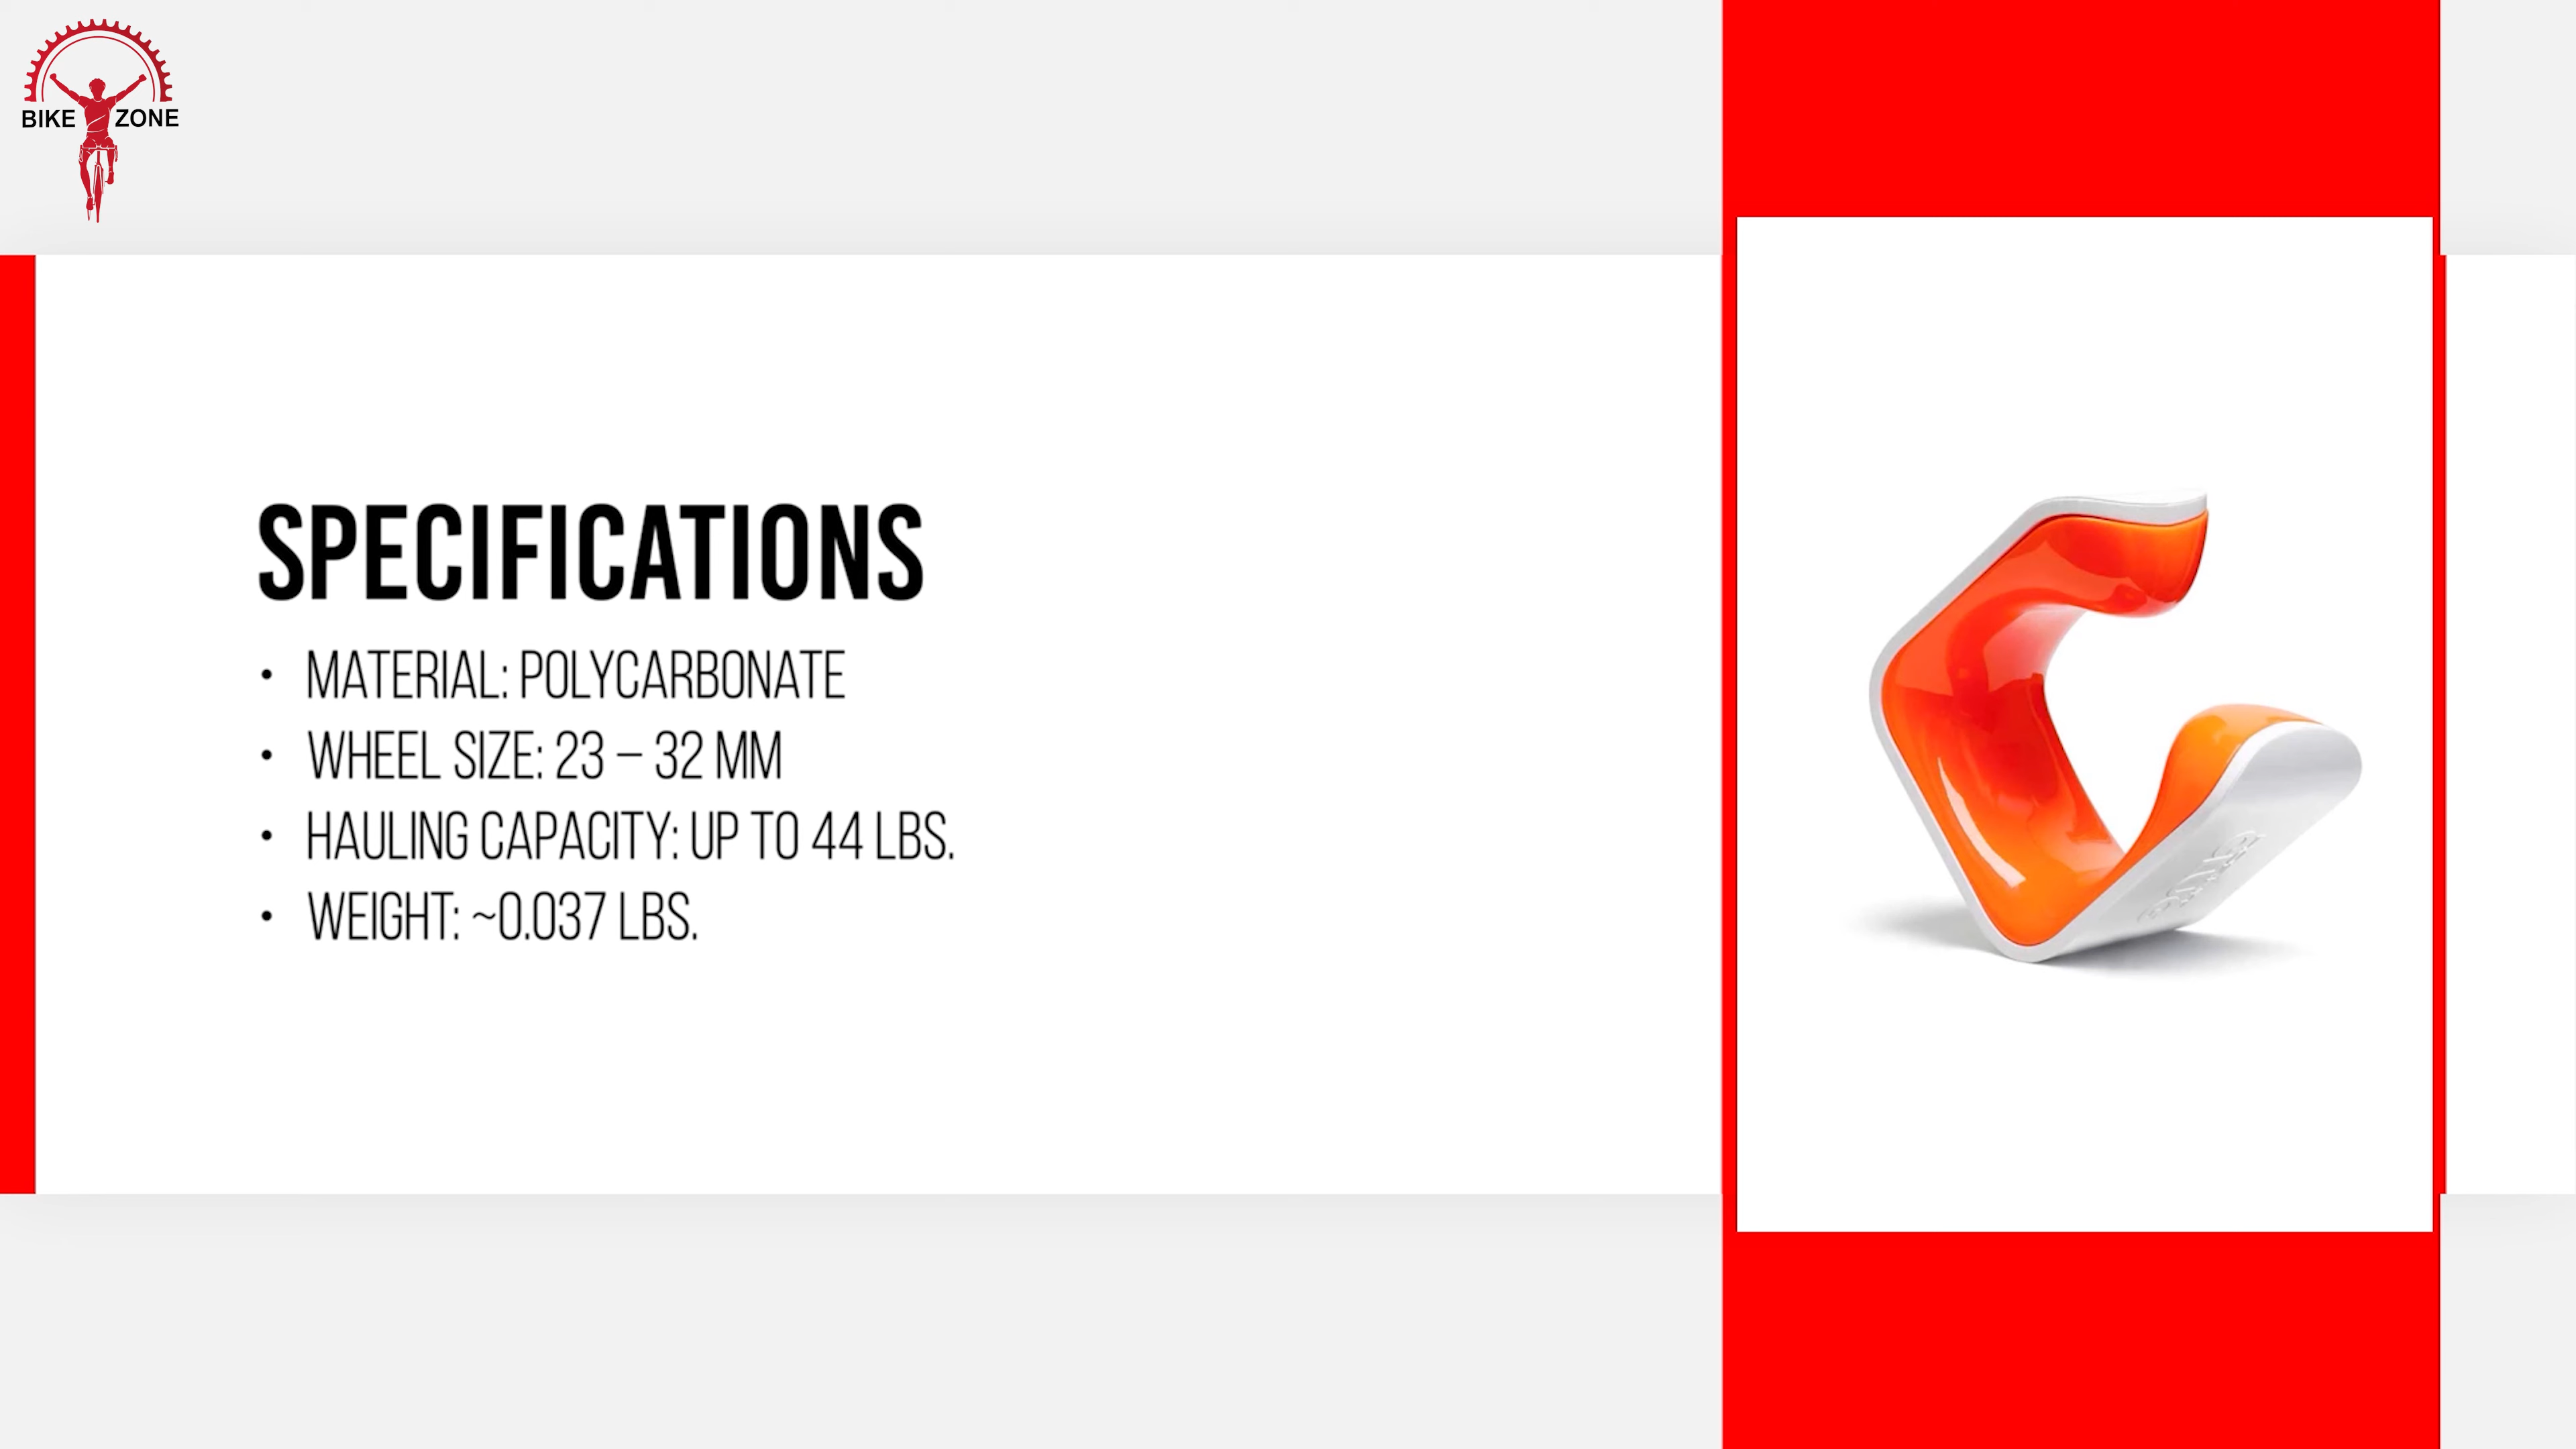 BIKE ZONE
SPECIFICATIONS
• MATERIAL: POLYCARBONATE
• WHEEL SIZE: 23 – 32 MM
• HAULING CAPACITY: UP TO 44 LBS.
• WEIGHT: ~0.037 LBS.